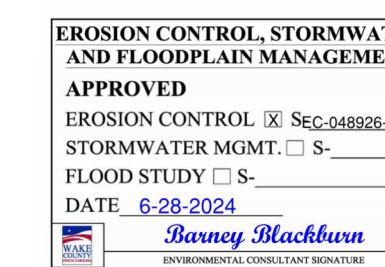 EROSION CONTROL, STORMWAT
AND FLOODPLAIN MANAGEME
APPROVED
EROSION CONTROL ☒ SEC-048926-
STORMWATER MGMT. ☐ S-
FLOOD STUDY ☐ S-
DATE 6-28-2024
Barney Blackburn
WAKE
COUNTY
ENVIRONMENTAL CONSULTANT SIGNATURE